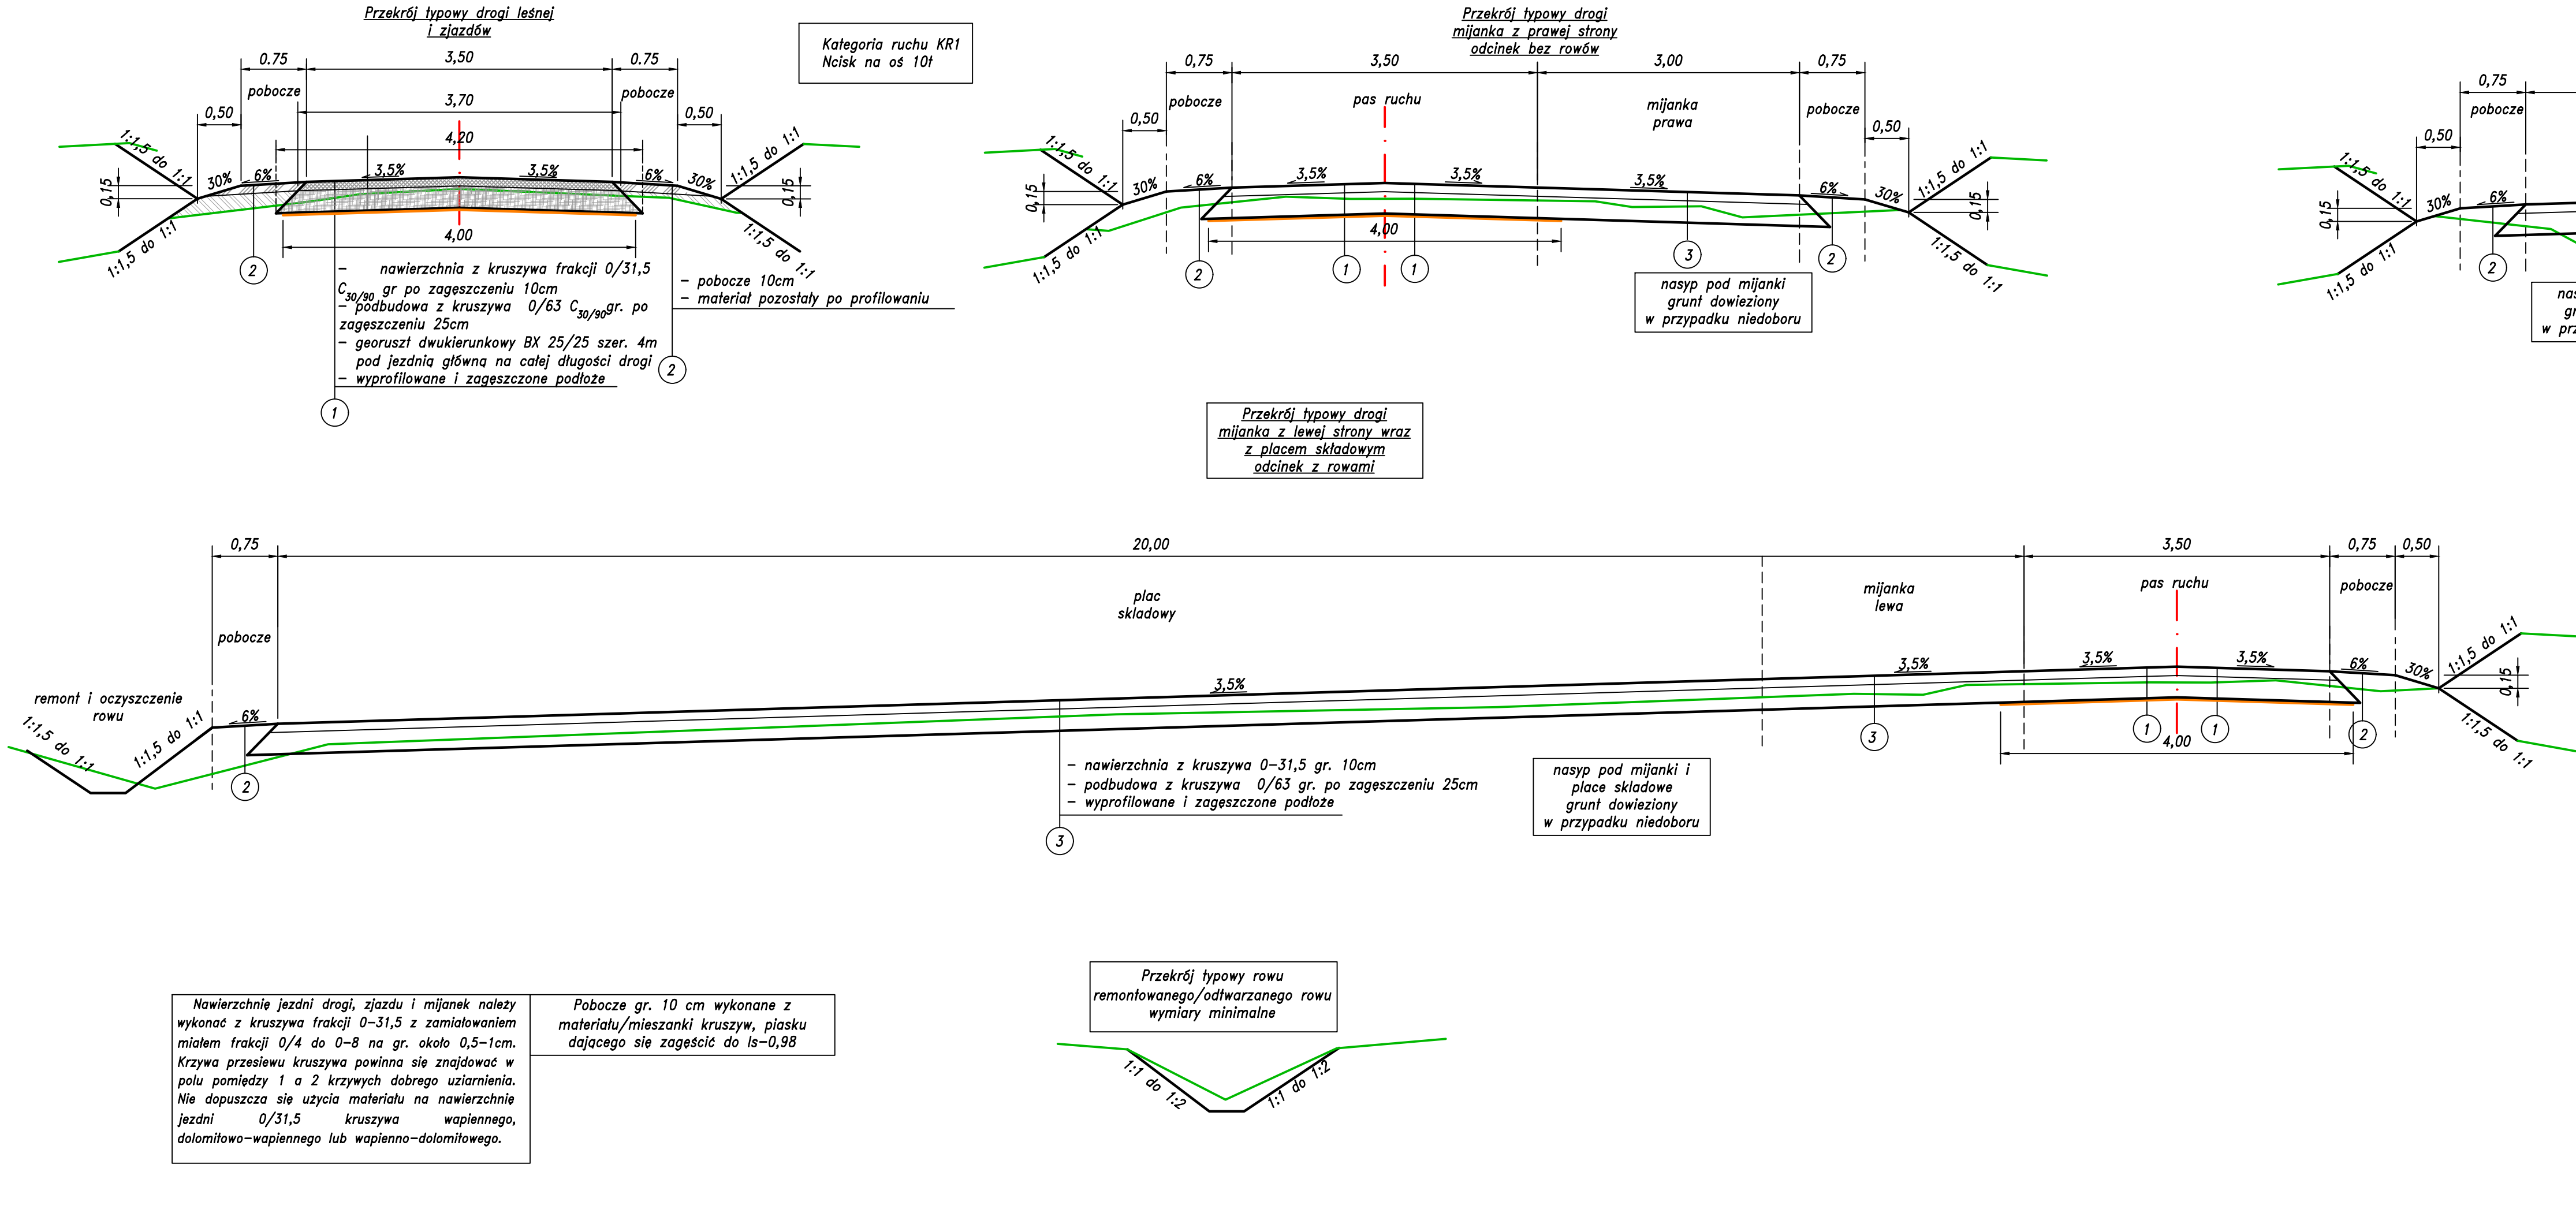 Przekrój typowy drogi leśnej
i zjazdów
0.75
3,50
0.75
pobocze
pobocze
3,70
0,50
0,50
4,20
1:1,5 do 1:1
1:1,5 do 1:1
30%
6%
3,5%
3,5%
6%
30%
0,15
0,15
4,00
1:1,5 do 1:1
1:1,5 do 1:1
2
- nawierzchnia z kruszywa frakcji 0/31,5
C30/90 gr po zagęszczeniu 10cm
- podbudowa z kruszywa 0/63 C30/90 gr. po
zagęszczeniu 25cm
- georuszt dwukierunkowy BX 25/25 szer. 4m
pod jezdnią główną na całej długości drogi
- wyprofilowane i zagęszczone podłoże
1
- pobocze 10cm
- materiał pozostały po profilowaniu
2
Kategoria ruchu KR1
Ncisk na oś 10t
Przekrój typowy drogi
mijanka z prawej strony
odcinek bez rowów
0,75
3,50
3,00
0,75
pobocze
pas ruchu
mijanka
prawa
pobocze
0,50
0,50
1:1,5 do 1:1
1:1,5 do 1:1
30%
6%
3,5%
3,5%
3,5%
6%
30%
0,15
0,15
4,00
1:1,5 do 1:1
1:1,5 do 1:1
2
1
1
3
2
nasyp pod mijanki
grunt dowieziony
w przypadku niedoboru
0,75
pobocze
0,50
1:1,5 do 1:1
30%
6%
0,15
1:1,5 do 1:1
2
Przekrój typowy drogi
mijanka z lewej strony wraz
z placem składowym
odcinek z rowami
0,75
20,00
3,50
0,75
0,50
pobocze
plac
skladowy
mijanka
lewa
pas ruchu
pobocze
remont i oczyszczenie
rowu
1:1,5 do 1:1
1:1,5 do 1:1
6%
3,5%
3,5%
3,5%
3,5%
6%
30%
1:1,5 do 1:1
0,15
1:1,5 do 1:1
2
3
1
1
2
4,00
- nawierzchnia z kruszywa 0-31,5 gr. 10cm
- podbudowa z kruszywa 0/63 gr. po zagęszczeniu 25cm
- wyprofilowane i zagęszczone podłoże
3
nasyp pod mijanki i
place skladowe
grunt dowieziony
w przypadku niedoboru
Nawierzchnię jezdni drogi, zjazdu i mijanek należy
wykonać z kruszywa frakcji 0-31,5 z zamiałowaniem
miałem frakcji 0/4 do 0-8 na gr. około 0,5-1cm.
Krzywa przesiewu kruszywa powinna się znajdować w
polu pomiędzy 1 a 2 krzywych dobrego uziarnienia.
Nie dopuszcza się użycia materiału na nawierzchnię
jezdni 0/31,5 kruszywa wapiennego,
dolomitowo-wapiennego lub wapienno-dolomitowego.
Pobocze gr. 10 cm wykonane z
materiału/mieszanki kruszyw, piasku
dającego się zagęścić do Is-0,98
Przekrój typowy rowu
remontowanego/odtwarzanego rowu
wymiary minimalne
1:1 do 1:2
1:1 do 1:2